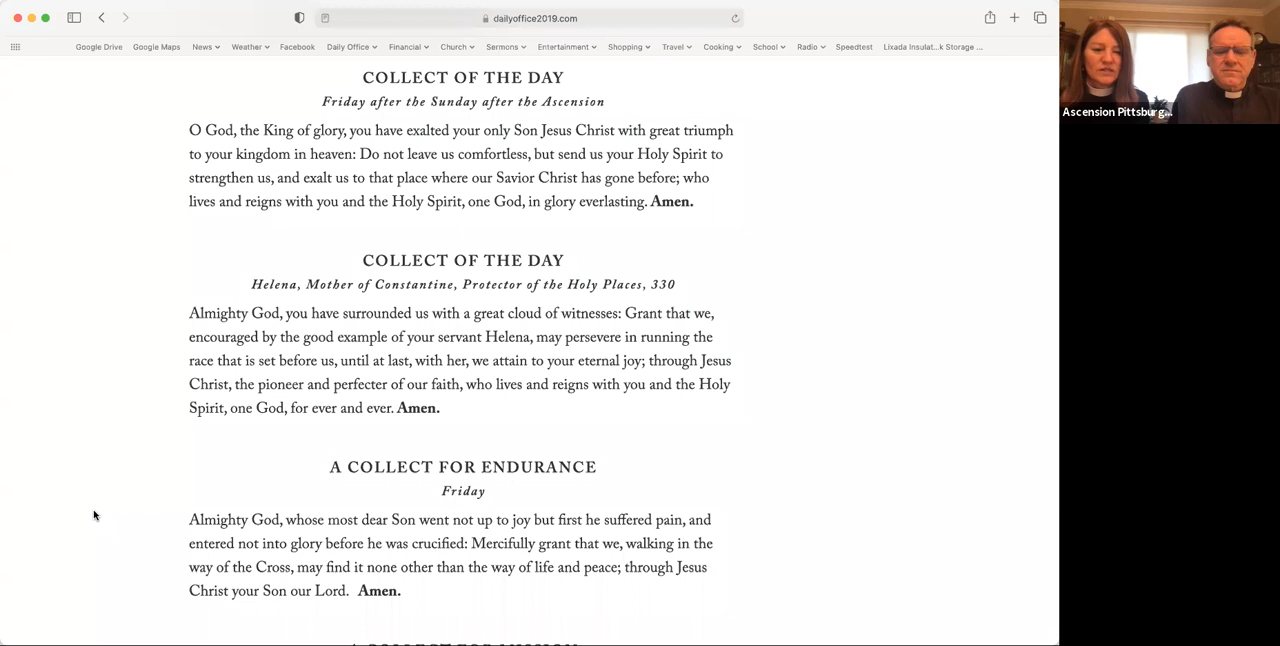 dailyoffice2019.com
Google Drive Google Maps News Weather Facebook Daily Office Financial Church Sermons Entertainment Shopping Travel Cooking School Radio Speedtest Lixada Insulat...k Storage ...
COLLECT OF THE DAY
Friday after the Sunday after the Ascension
O God, the King of glory, you have exalted your only Son Jesus Christ with great triumph
to your kingdom in heaven: Do not leave us comfortless, but send us your Holy Spirit to
strengthen us, and exalt us to that place where our Savior Christ has gone before; who
lives and reigns with you and the Holy Spirit, one God, in glory everlasting. Amen.
COLLECT OF THE DAY
Helena, Mother of Constantine, Protector of the Holy Places, 330
Almighty God, you have surrounded us with a great cloud of witnesses: Grant that we,
encouraged by the good example of your servant Helena, may persevere in running the
race that is set before us, until at last, with her, we attain to your eternal joy; through Jesus
Christ, the pioneer and perfecter of our faith, who lives and reigns with you and the Holy
Spirit, one God, for ever and ever. Amen.
A COLLECT FOR ENDURANCE
Friday
Almighty God, whose most dear Son went not up to joy but first he suffered pain, and
entered not into glory before he was crucified: Mercifully grant that we, walking in the
way of the Cross, may find it none other than the way of life and peace; through Jesus
Christ your Son our Lord. Amen.
Ascension Pittsburg...